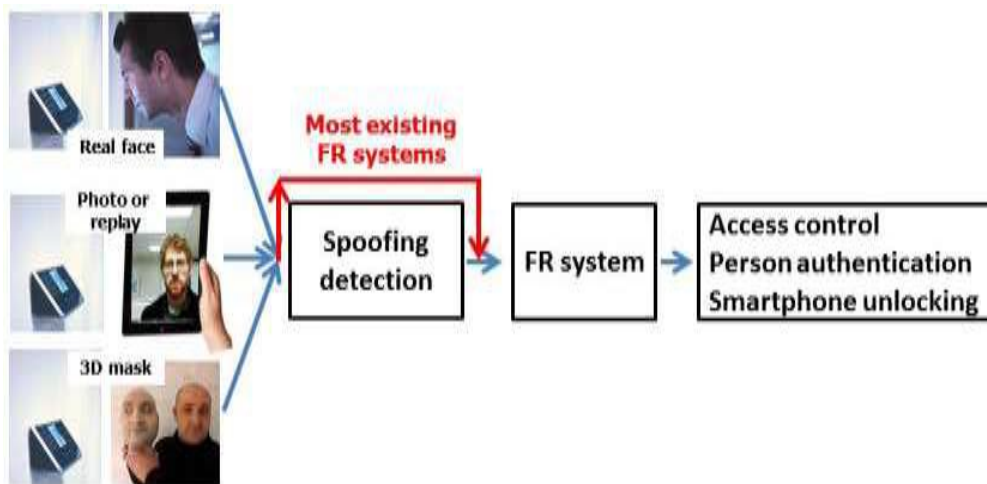 Real face
Photo or
replay
3D mask
Most existing
FR systems
Spoofing
detection
FR system
Access control
Person authentication
Smartphone unlocking